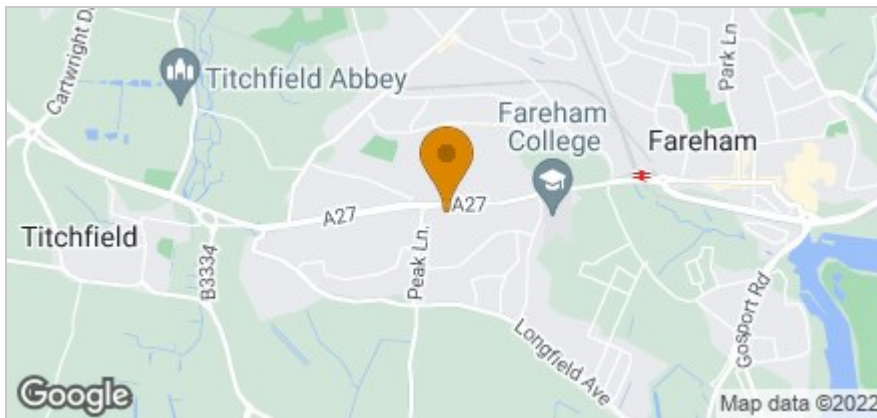 Cartwright D
Titchfield Abbey
Park Ln
Fareham
College
Fareham
A27
A27
Titchfield
B3334
Peak Ln.
Longfield Ave
Gosport Rd
Google
Map data ©2022